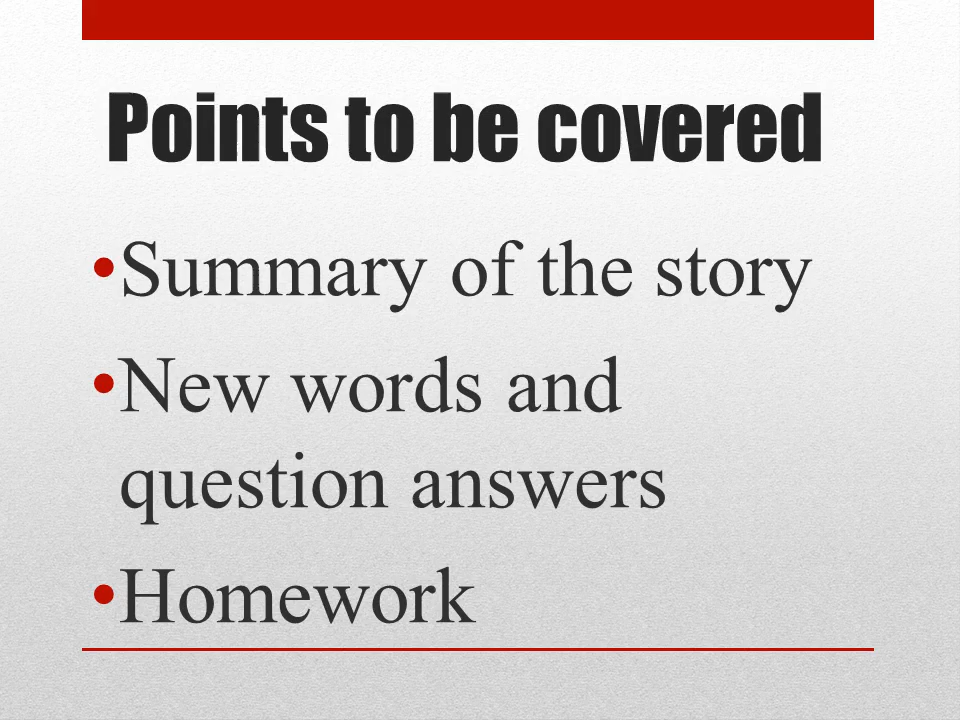 Points to be covered
•Summary of the story
•New words and
question answers
•Homework